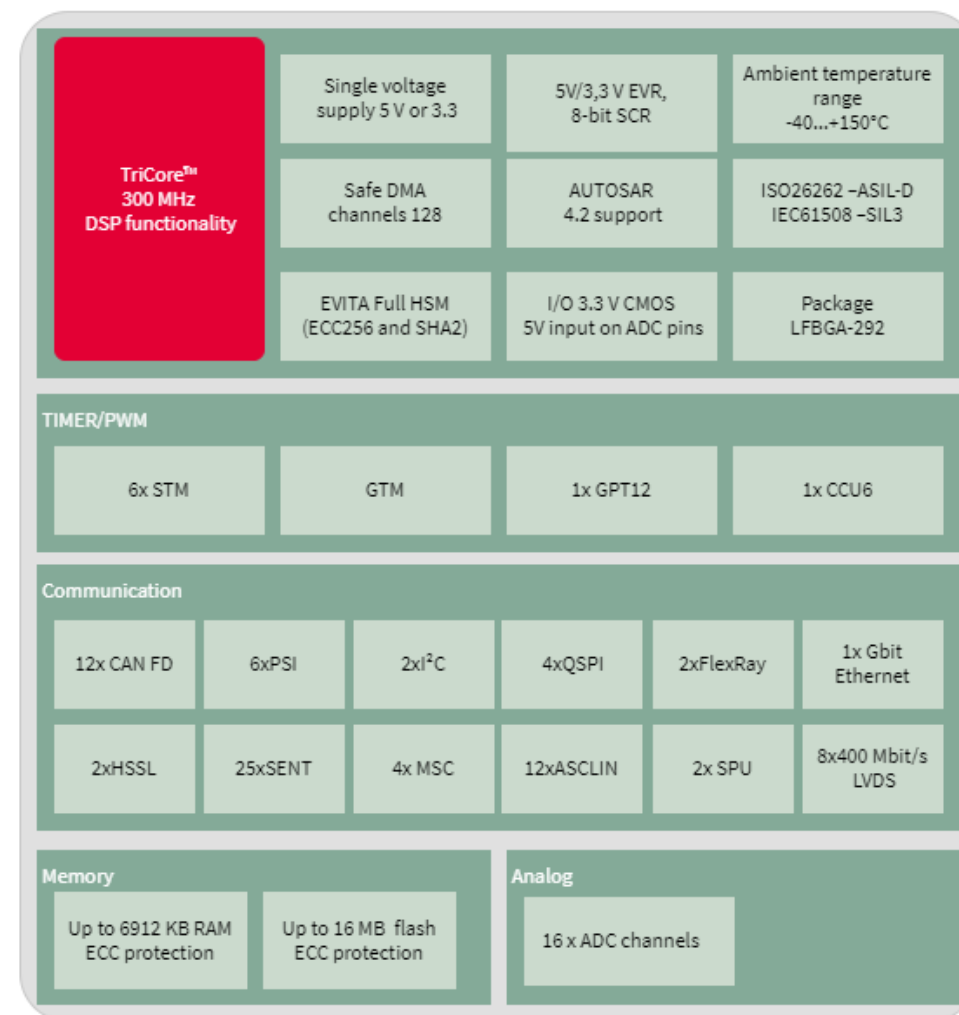 TriCore™
300 MHz
DSP functionality
Single voltage
supply 5 V or 3.3
5V/3,3 V EVR,
8-bit SCR
Ambient temperature
range
-40...+150°C
Safe DMA
channels 128
AUTOSAR
4.2 support
ISO26262 –ASIL-D
IEC61508 –SIL3
EVITA Full HSM
(ECC256 and SHA2)
I/O 3.3 V CMOS
5V input on ADC pins
Package
LFBGA-292
TIMER/PWM
6x STM
GTM
1x GPT12
1x CCU6
Communication
12x CAN FD
6xPSI
2xI²C
4xQSPI
2xFlexRay
1x Gbit
Ethernet
2xHSSL
25xSENT
4x MSC
12xASCLIN
2x SPU
8x400 Mbit/s
LVDS
Memory
Up to 6912 KB RAM
ECC protection
Up to 16 MB flash
ECC protection
Analog
16 x ADC channels